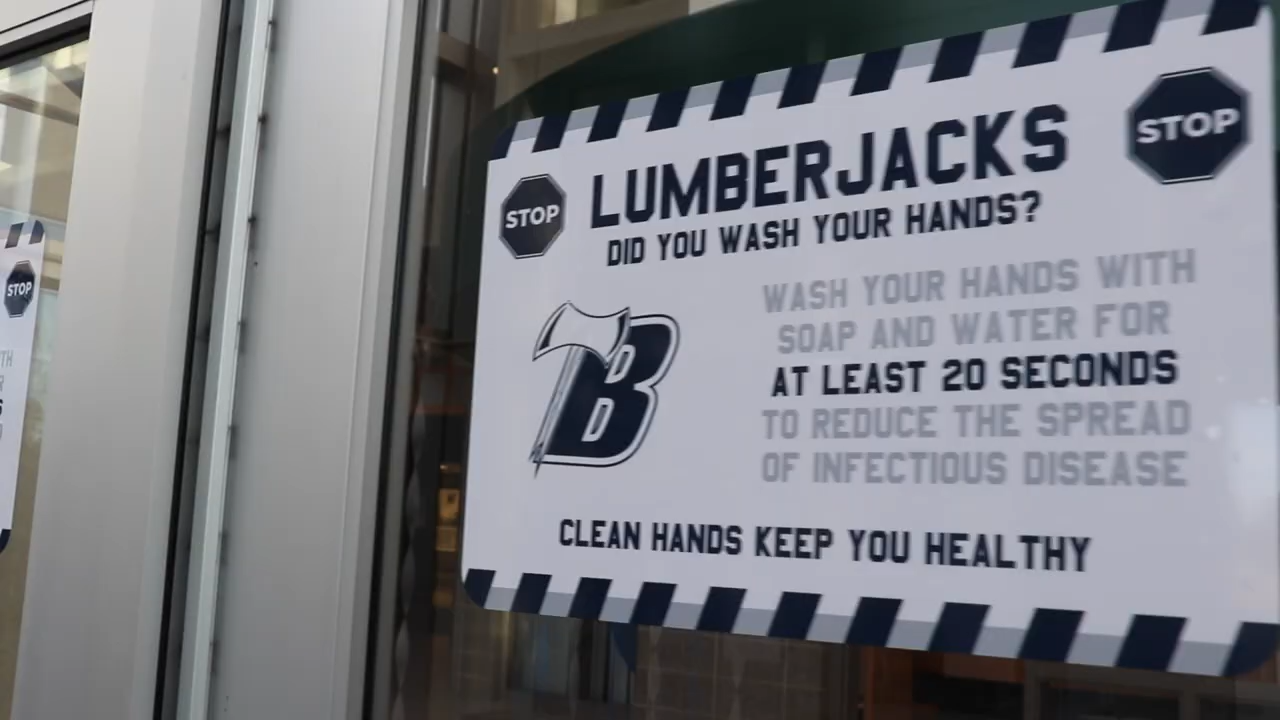 LUMBERJACKS
STOP
STOP
DID YOU WASH YOUR HANDS?
WASH YOUR HANDS WITH
SOAP AND WATER FOR
AT LEAST 20 SECONDS
TO REDUCE THE SPREAD
OF INFECTIOUS DISEASE
B
CLEAN HANDS KEEP YOU HEALTHY
STOP